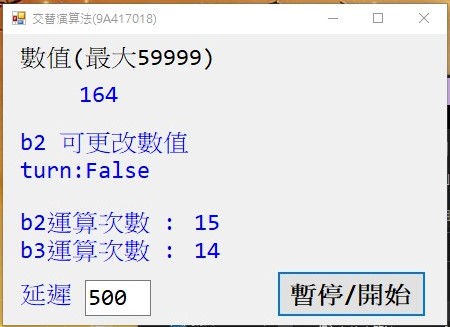 交替演算法(9A417018)
數值(最大59999)
164
b2 可更改數值
turn:False
b2運算次數 : 15
b3運算次數 : 14
延遲 500 暫停/開始